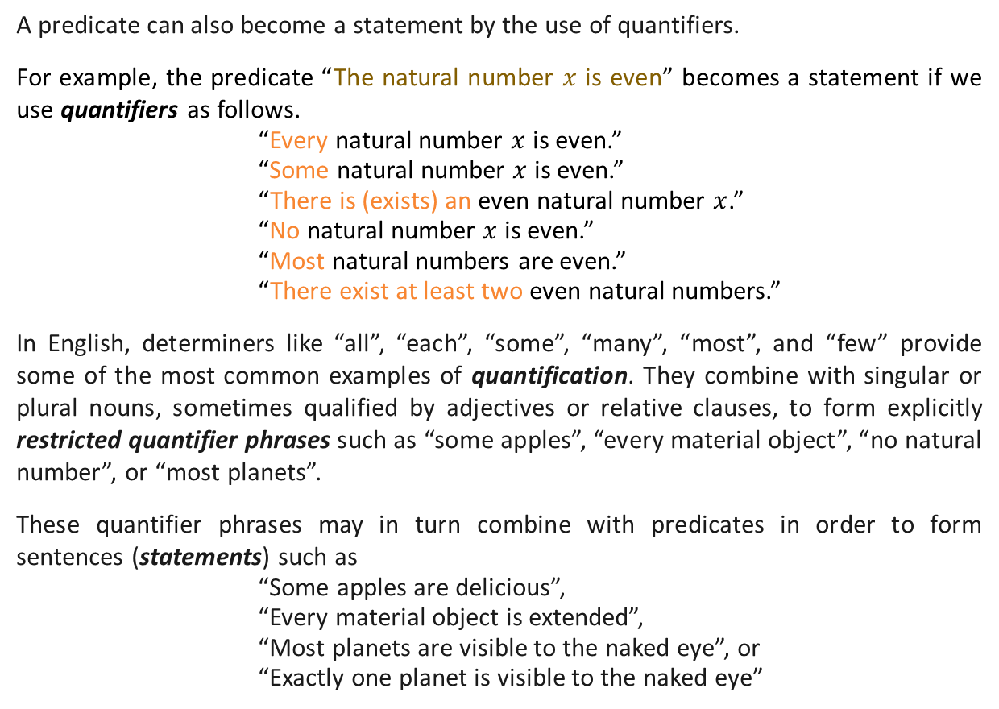 A predicate can also become a statement by the use of quantifiers.
For example, the predicate “The natural number 𝑥 is even” becomes a statement if we
use quantifiers as follows.
“Every natural number 𝑥 is even.”
“Some natural number 𝑥 is even.”
“There is (exists) an even natural number 𝑥.”
“No natural number 𝑥 is even.”
“Most natural numbers are even.”
“There exist at least two even natural numbers.”
In English, determiners like “all”, “each”, “some”, “many”, “most”, and “few” provide
some of the most common examples of quantification. They combine with singular or
plural nouns, sometimes qualified by adjectives or relative clauses, to form explicitly
restricted quantifier phrases such as “some apples”, “every material object”, “no natural
number”, or “most planets”.
These quantifier phrases may in turn combine with predicates in order to form
sentences (statements) such as
“Some apples are delicious”,
“Every material object is extended”,
“Most planets are visible to the naked eye”, or
“Exactly one planet is visible to the naked eye”